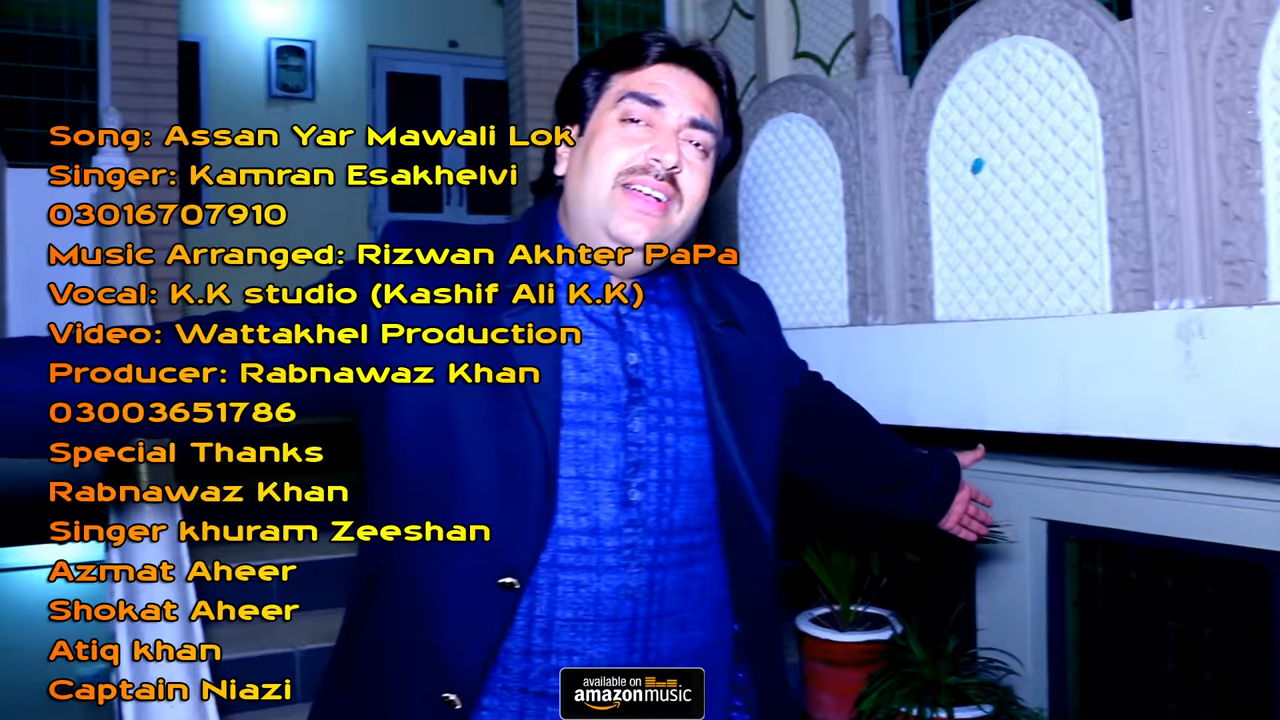 Song: Assan Yar Mawali Lok
Singer: Kamran Esakhelvi
03016707910
Music Arranged: Rizwan Akhter PaPa
Vocal: K.K studio (Kashif Ali K.K)
Video: Wattakhel Production
Producer: Rabnawaz Khan
03003651786
Special Thanks
Rabnawaz Khan
Singer khuram Zeeshan
Azmat Aheer
Shokat Aheer
Atiq khan
Captain Niazi
available on
amazonmusic